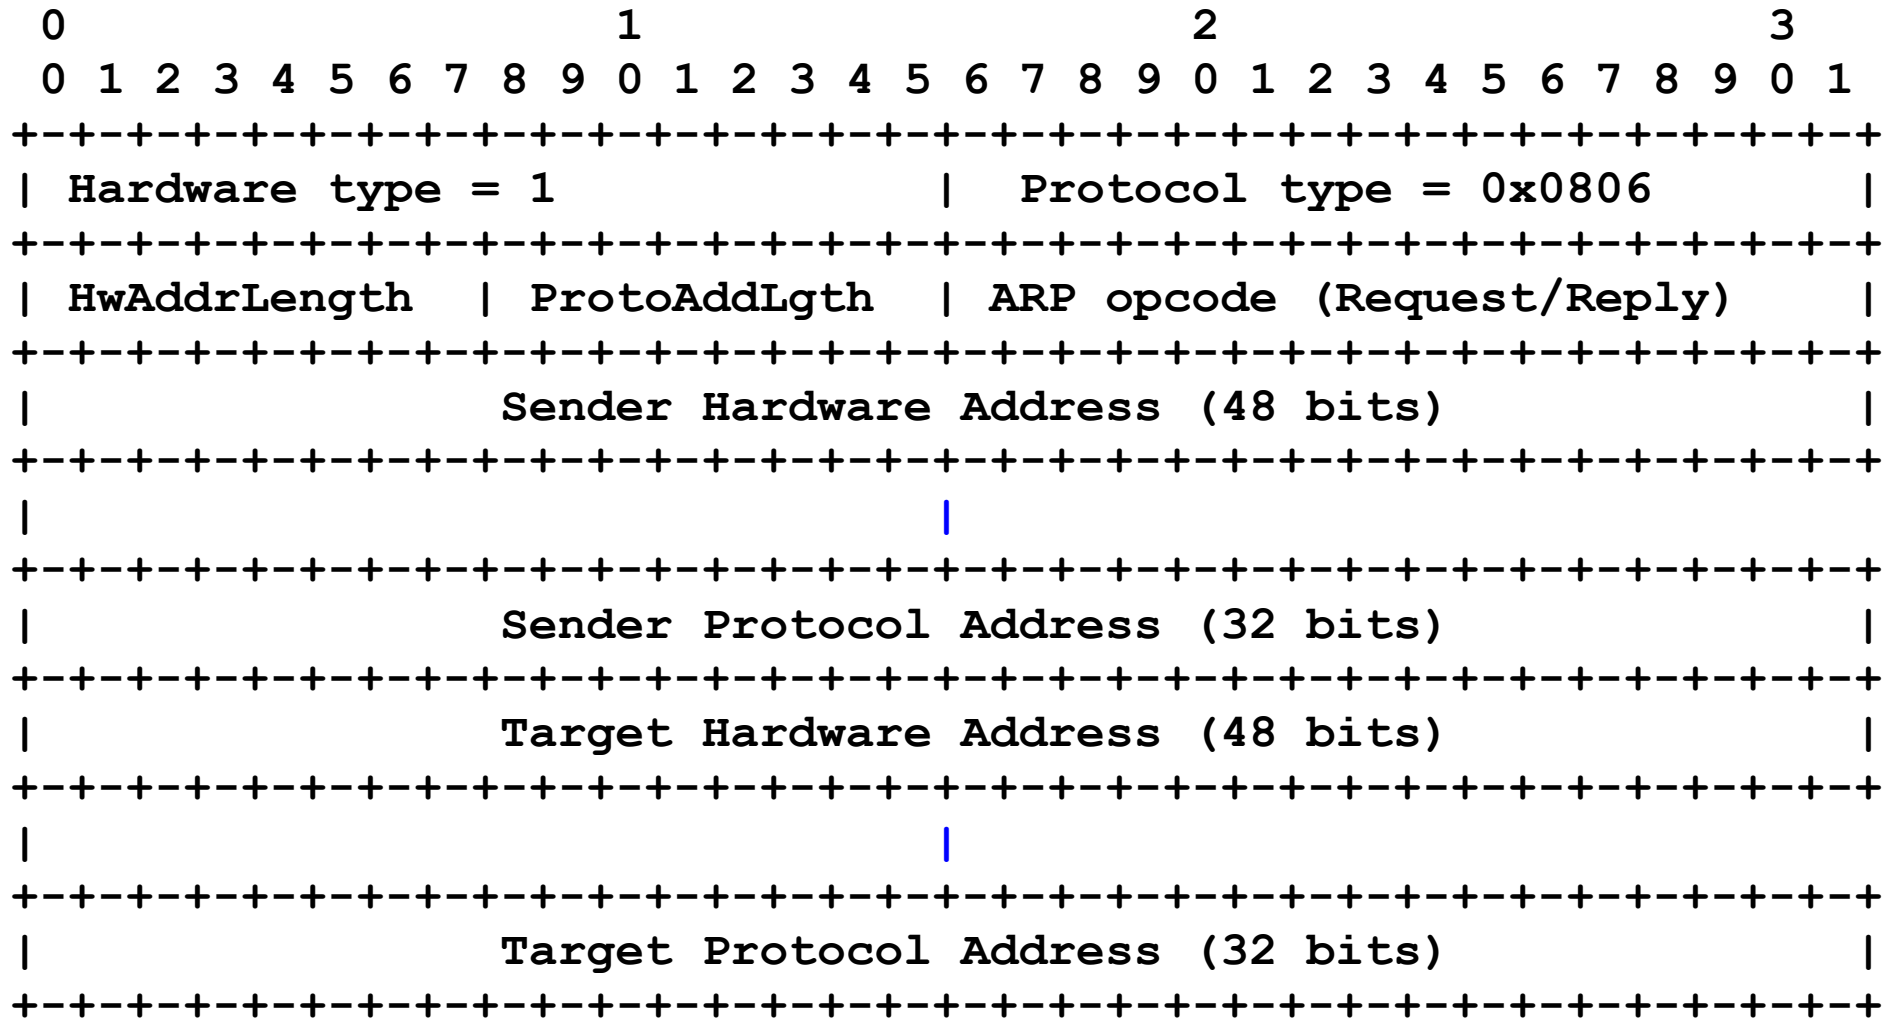 0                   1                   2                   3
 0 1 2 3 4 5 6 7 8 9 0 1 2 3 4 5 6 7 8 9 0 1 2 3 4 5 6 7 8 9 0 1
+-+-+-+-+-+-+-+-+-+-+-+-+-+-+-+-+-+-+-+-+-+-+-+-+-+-+-+-+-+-+-+-+
| Hardware type = 1             |  Protocol type = 0x0806       |
+-+-+-+-+-+-+-+-+-+-+-+-+-+-+-+-+-+-+-+-+-+-+-+-+-+-+-+-+-+-+-+-+
| HwAddrLength  | ProtoAddLgth  | ARP opcode (Request/Reply)    |
+-+-+-+-+-+-+-+-+-+-+-+-+-+-+-+-+-+-+-+-+-+-+-+-+-+-+-+-+-+-+-+-+
|                Sender Hardware Address (48 bits)              |
+-+-+-+-+-+-+-+-+-+-+-+-+-+-+-+-+-+-+-+-+-+-+-+-+-+-+-+-+-+-+-+-+
|                               |
+-+-+-+-+-+-+-+-+-+-+-+-+-+-+-+-+-+-+-+-+-+-+-+-+-+-+-+-+-+-+-+-+
|                Sender Protocol Address (32 bits)              |
+-+-+-+-+-+-+-+-+-+-+-+-+-+-+-+-+-+-+-+-+-+-+-+-+-+-+-+-+-+-+-+-+
|                Target Hardware Address (48 bits)              |
+-+-+-+-+-+-+-+-+-+-+-+-+-+-+-+-+-+-+-+-+-+-+-+-+-+-+-+-+-+-+-+-+
|                               |
+-+-+-+-+-+-+-+-+-+-+-+-+-+-+-+-+-+-+-+-+-+-+-+-+-+-+-+-+-+-+-+-+
|                Target Protocol Address (32 bits)              |
+-+-+-+-+-+-+-+-+-+-+-+-+-+-+-+-+-+-+-+-+-+-+-+-+-+-+-+-+-+-+-+-+